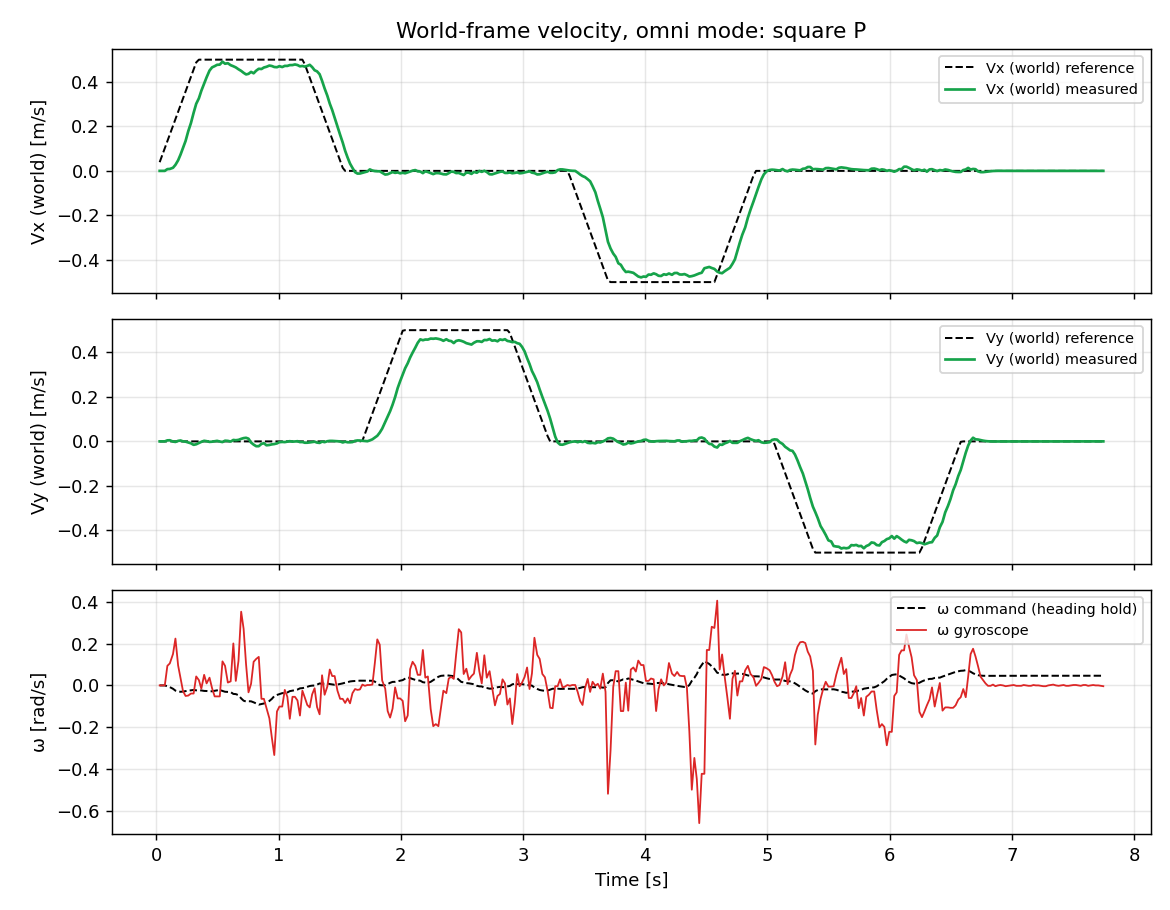 World-frame velocity, omni mode: square P
Vx (world) [m/s]
0.4
0.2
0.0
−0.2
−0.4
Vx (world) reference
Vx (world) measured
Vy (world) [m/s]
0.4
0.2
0.0
−0.2
−0.4
Vy (world) reference
Vy (world) measured
ω [rad/s]
0.4
0.2
0.0
−0.2
−0.4
−0.6
ω command (heading hold)
ω gyroscope
0 1 2 3 4 5 6 7 8
Time [s]